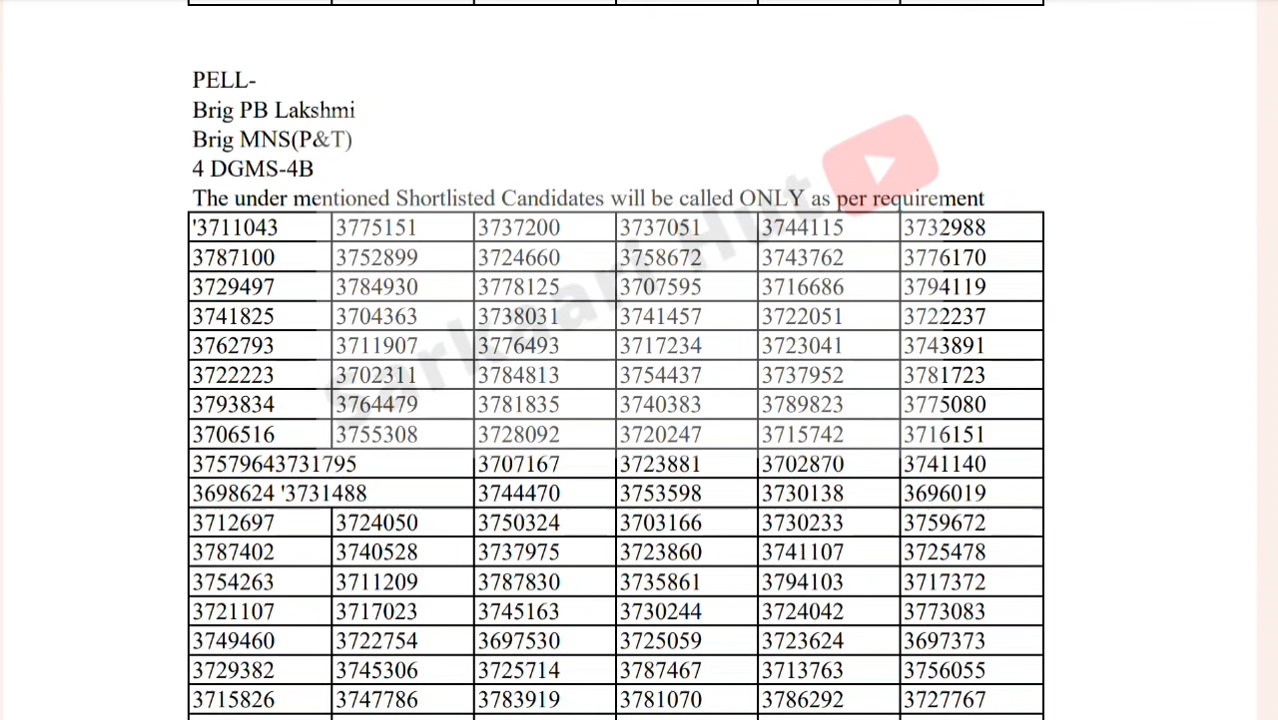 PELL-
Brig PB Lakshmi
Brig MNS(P&T)
4 DGMS-4B
The under mentioned Shortlisted Candidates will be called ONLY as per requirement
'3711043 3775151 3737200 3737051 3744115 3732988
3787100 3752899 3724660 3758672 3743762 3776170
3729497 3784930 3778125 3707595 3716686 3794119
3741825 3704363 3738031 3741457 3722051 3722237
3762793 3711907 3776493 3717234 3723041 3743891
3722223 3702311 3784813 3754437 3737952 3781723
3793834 3764479 3781835 3740383 3789823 3775080
3706516 3755308 3728092 3720247 3715742 3716151
37579643731795 3707167 3723881 3702870 3741140
3698624 '3731488 3744470 3753598 3730138 3696019
3712697 3724050 3750324 3703166 3730233 3759672
3787402 3740528 3737975 3723860 3741107 3725478
3754263 3711209 3787830 3735861 3794103 3717372
3721107 3717023 3745163 3730244 3724042 3773083
3749460 3722754 3697530 3725059 3723624 3697373
3729382 3745306 3725714 3787467 3713763 3756055
3715826 3747786 3783919 3781070 3786292 3727767
Sarkaari Hut